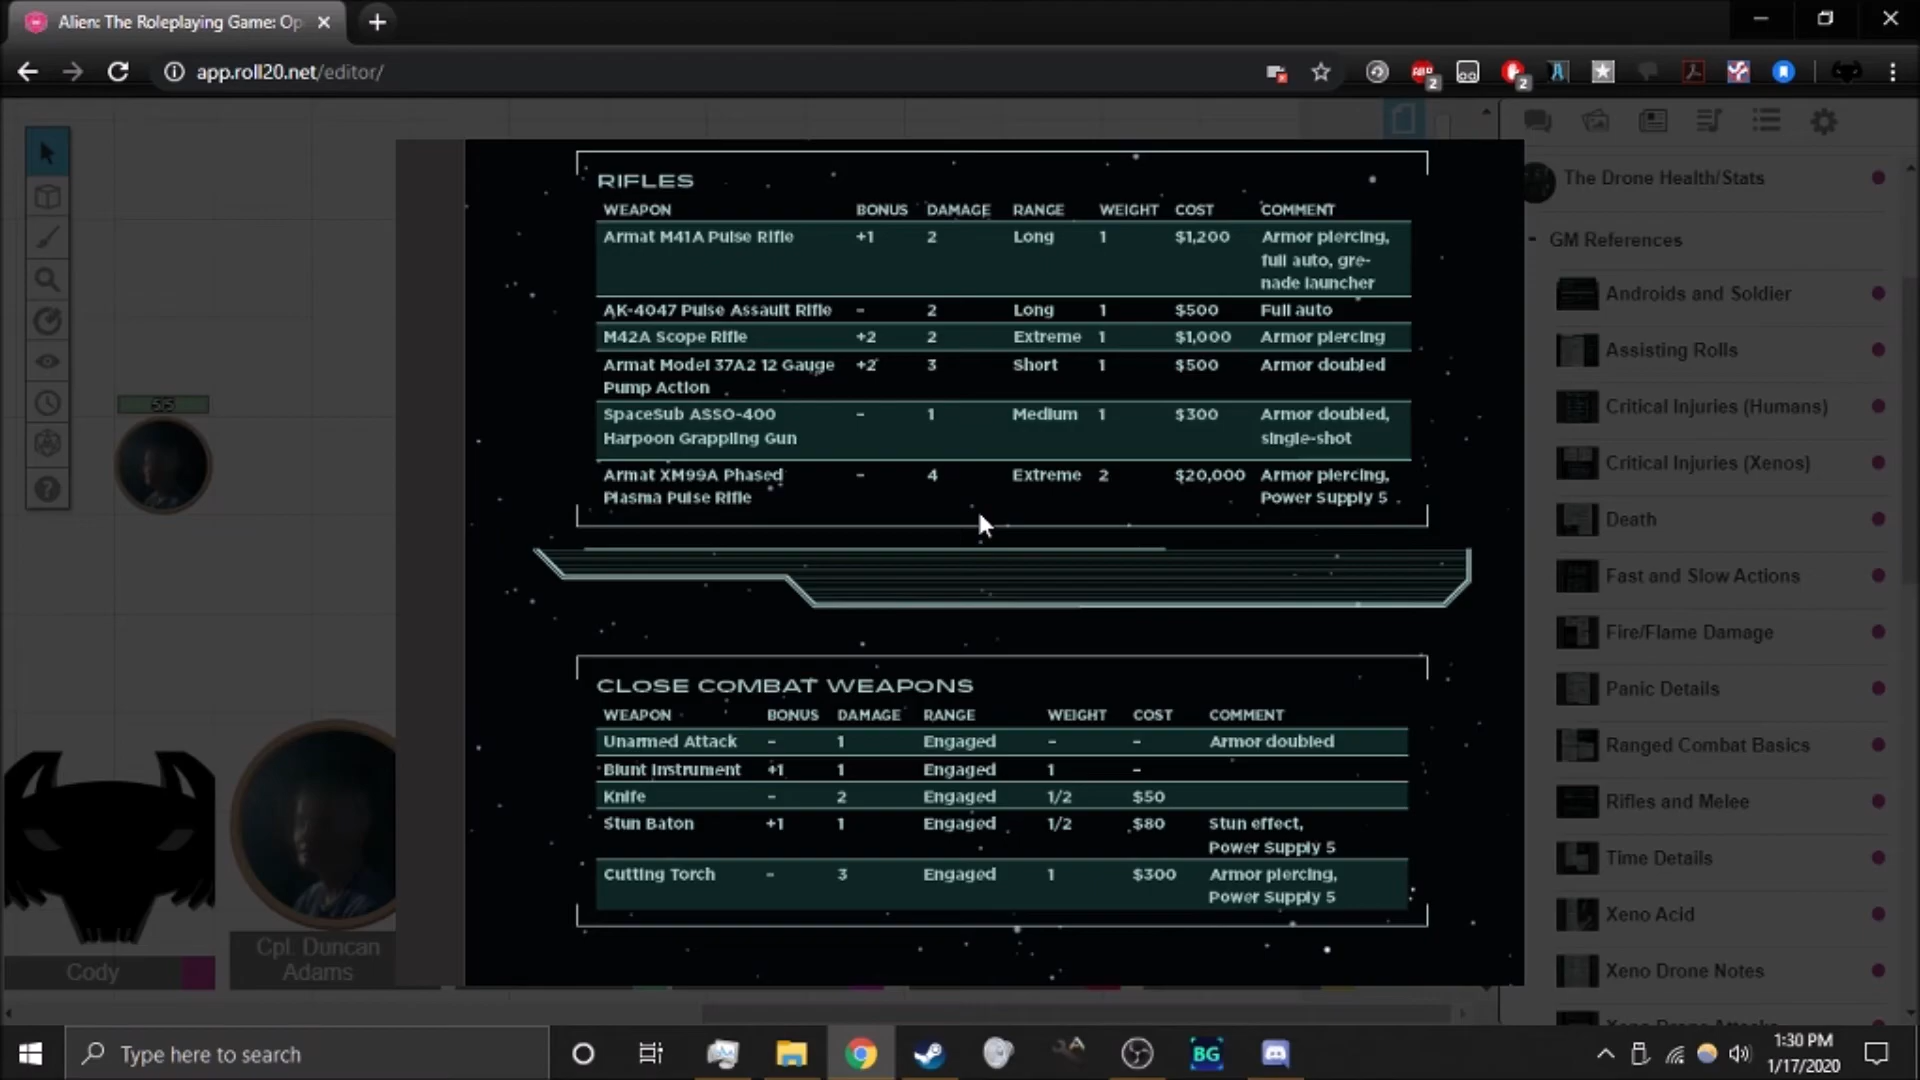 Alien: The Roleplaying Game: Op
app.roll20.net/editor/
2
2
RIFLES
WEAPON BONUS DAMAGE RANGE WEIGHT COST COMMENT
Armat M41A Pulse Rifle +1 2 Long 1 $1,200 Armor piercing,
full auto, gre-
nade launcher
AK-4047 Pulse Assault Rifle – 2 Long 1 $500 Full auto
M42A Scope Rifle +2 2 Extreme 1 $1,000 Armor piercing
Armat Model 37A2 12 Gauge +2 3 Short 1 $500 Armor doubled
Pump Action
SpaceSub ASSO-400 – 1 Medium 1 $300 Armor doubled,
Harpoon Grappling Gun single-shot
Armat XM99A Phased – 4 Extreme 2 $20,000 Armor piercing,
Plasma Pulse Rifle Power Supply 5
CLOSE COMBAT WEAPONS
WEAPON BONUS DAMAGE RANGE WEIGHT COST COMMENT
Unarmed Attack – 1 Engaged – – Armor doubled
Blunt Instrument +1 1 Engaged 1 –
Knife – 2 Engaged 1/2 $50
Stun Baton +1 1 Engaged 1/2 $80 Stun effect,
Power Supply 5
Cutting Torch – 3 Engaged 1 $300 Armor piercing,
Power Supply 5
The Drone Health/Stats
GM References
Androids and Soldier
Assisting Rolls
Critical Injuries (Humans)
Critical Injuries (Xenos)
Death
Fast and Slow Actions
Fire/Flame Damage
Panic Details
Ranged Combat Basics
Rifles and Melee
Time Details
Xeno Acid
Xeno Drone Notes
Cody
Cpl. Duncan
Adams
Type here to search
BG
1:30 PM
1/17/2020